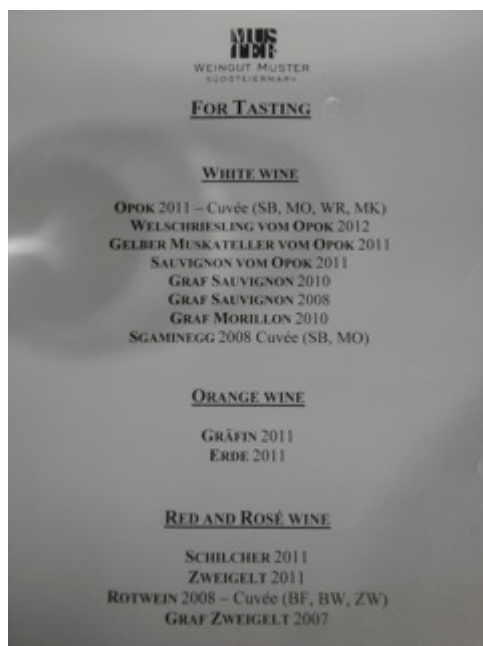 MUS
TER
WEINGUT MUSTER
SÜDSTEIERMARK
FOR TASTING
WHITE WINE
OPOK 2011 – Cuvée (SB, MO, WR, MK)
WELSCHRIESLING VOM OPOK 2012
GELBER MUSKATELLER VOM OPOK 2011
SAUVIGNON VOM OPOK 2011
GRAF SAUVIGNON 2010
GRAF SAUVIGNON 2008
GRAF MORILLON 2010
SGAMINEGG 2008 Cuvée (SB, MO)
ORANGE WINE
GRÄFIN 2011
ERDE 2011
RED AND ROSÉ WINE
SCHILCHER 2011
ZWEIGELT 2011
ROTWEIN 2008 – Cuvée (BF, BW, ZW)
GRAF ZWEIGELT 2007